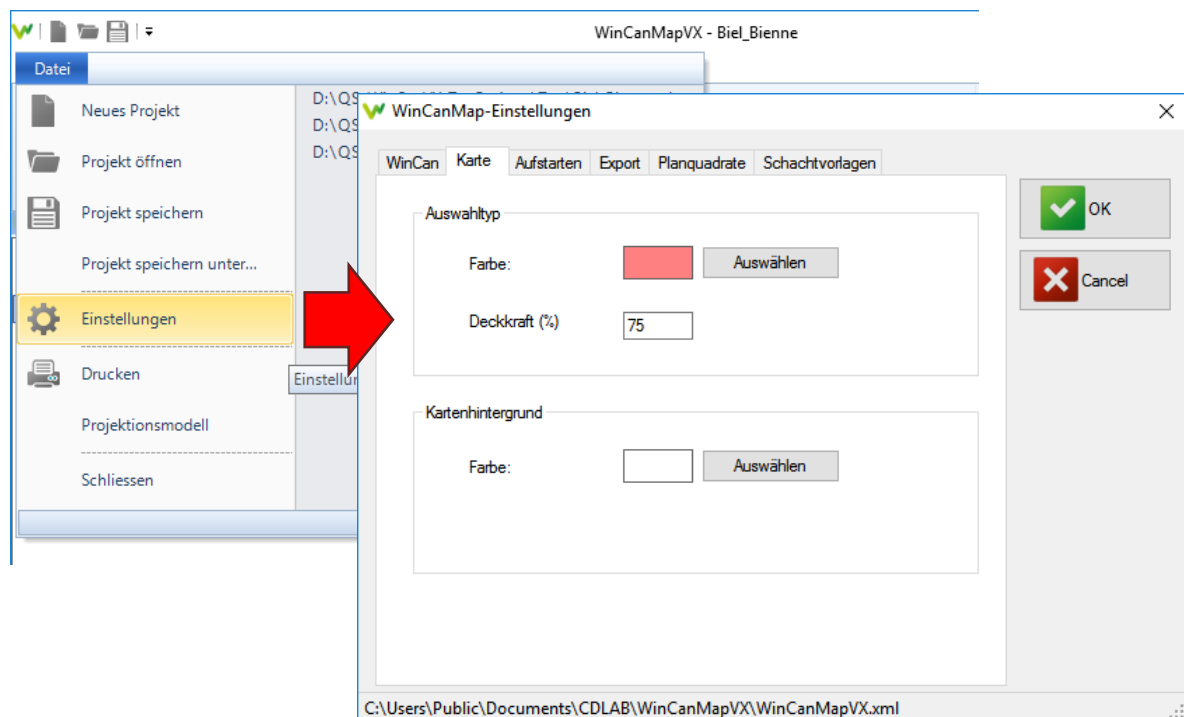 WinCanMapVX - Biel_Bienne
Datei
Neues Projekt
Projekt öffnen
Projekt speichern
Projekt speichern unter...
Einstellungen
Drucken
Projektionsmodell
Schliessen
D:\QS
D:\QS
D:\QS
Einstellun
WinCanMap-Einstellungen
WinCan Karte Aufstarten Export Planquadrate Schachtvorlagen
Auswahltyp
Farbe: Auswählen
Deckkraft (%) 75
Kartenhintergrund
Farbe: Auswählen
OK
Cancel
C:\Users\Public\Documents\CDLAB\WinCanMapVX\WinCanMapVX.xml